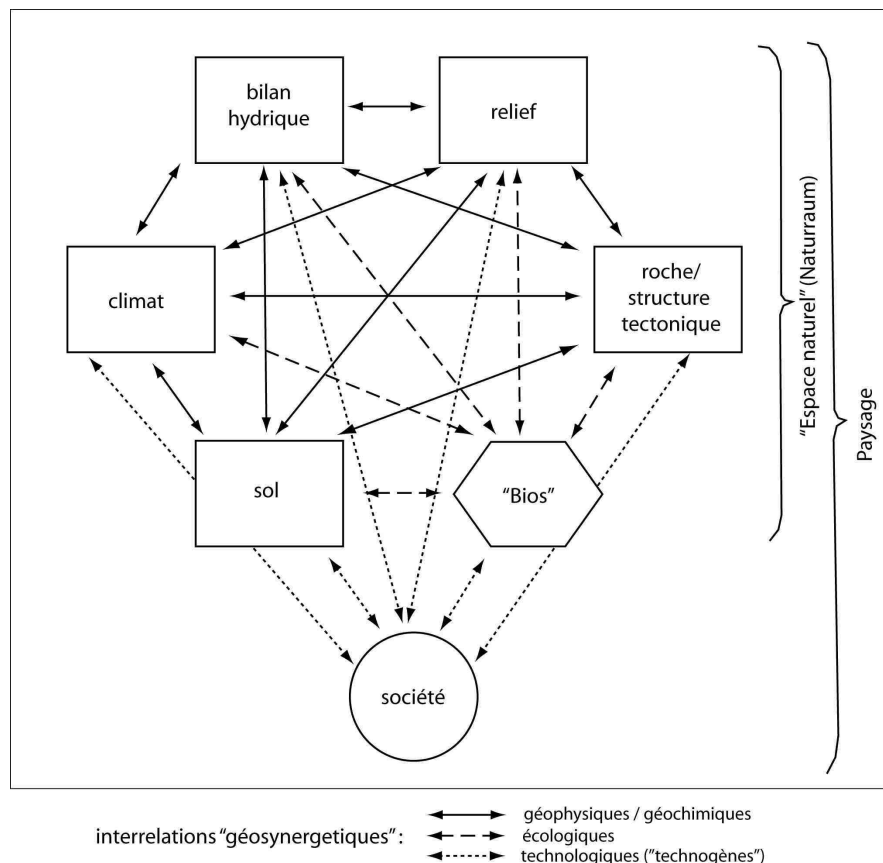 bilan
hydrique
relief
climat
roche/
structure
tectonique
sol
“Bios”
société
“Espace naturel” (Naturraum)
Paysage
interrelations “géosynergetiques” :
géophysiques / géochimiques
écologiques
technologiques (”technogènes”)